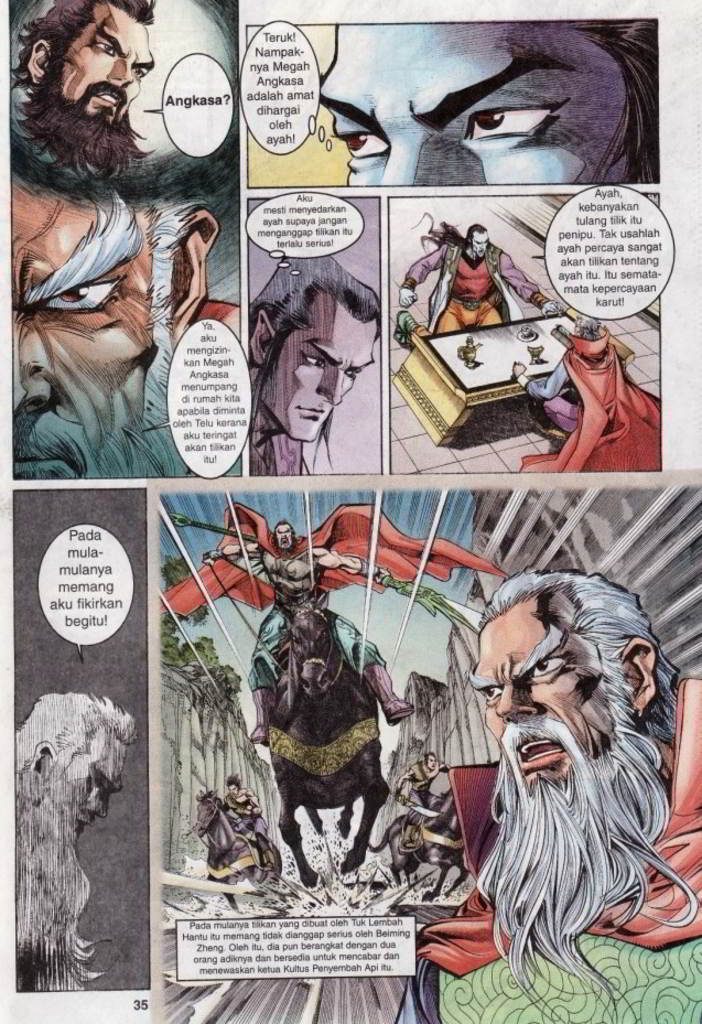 Angkasa?
Ya,
aku
mengizin-
kan Megah
Angkasa
menumpang
di rumah kita
apabila diminta
oleh Telu kerana
aku teringat
akan tilikan
itu!
Teruk!
Nampak-
nya Megah
Angkasa
adalah amat
dihargai
oleh
ayah!
Aku
mesti menyedarkan
ayah supaya jangan
menganggap tilikan itu
terlalu serius!
Ayah,
kebanyakan
tulang tilik itu
penipu. Tak usahlah
ayah percaya sangat
akan tilikan tentang
ayah itu. Itu semata-
mata kepercayaan
karut!
Pada
mula-
mulanya
memang
aku fikirkan
begitu!
Pada mulanya tilikan yang dibuat oleh Tuk Lembah
Hantu itu memang tidak dianggap serius oleh Beiming
Zheng. Oleh itu, dia pun berangkat dengan dua
orang adiknya dan bersedia untuk mencabar dan
menewaskan ketua Kultus Penyembah Api itu.
35